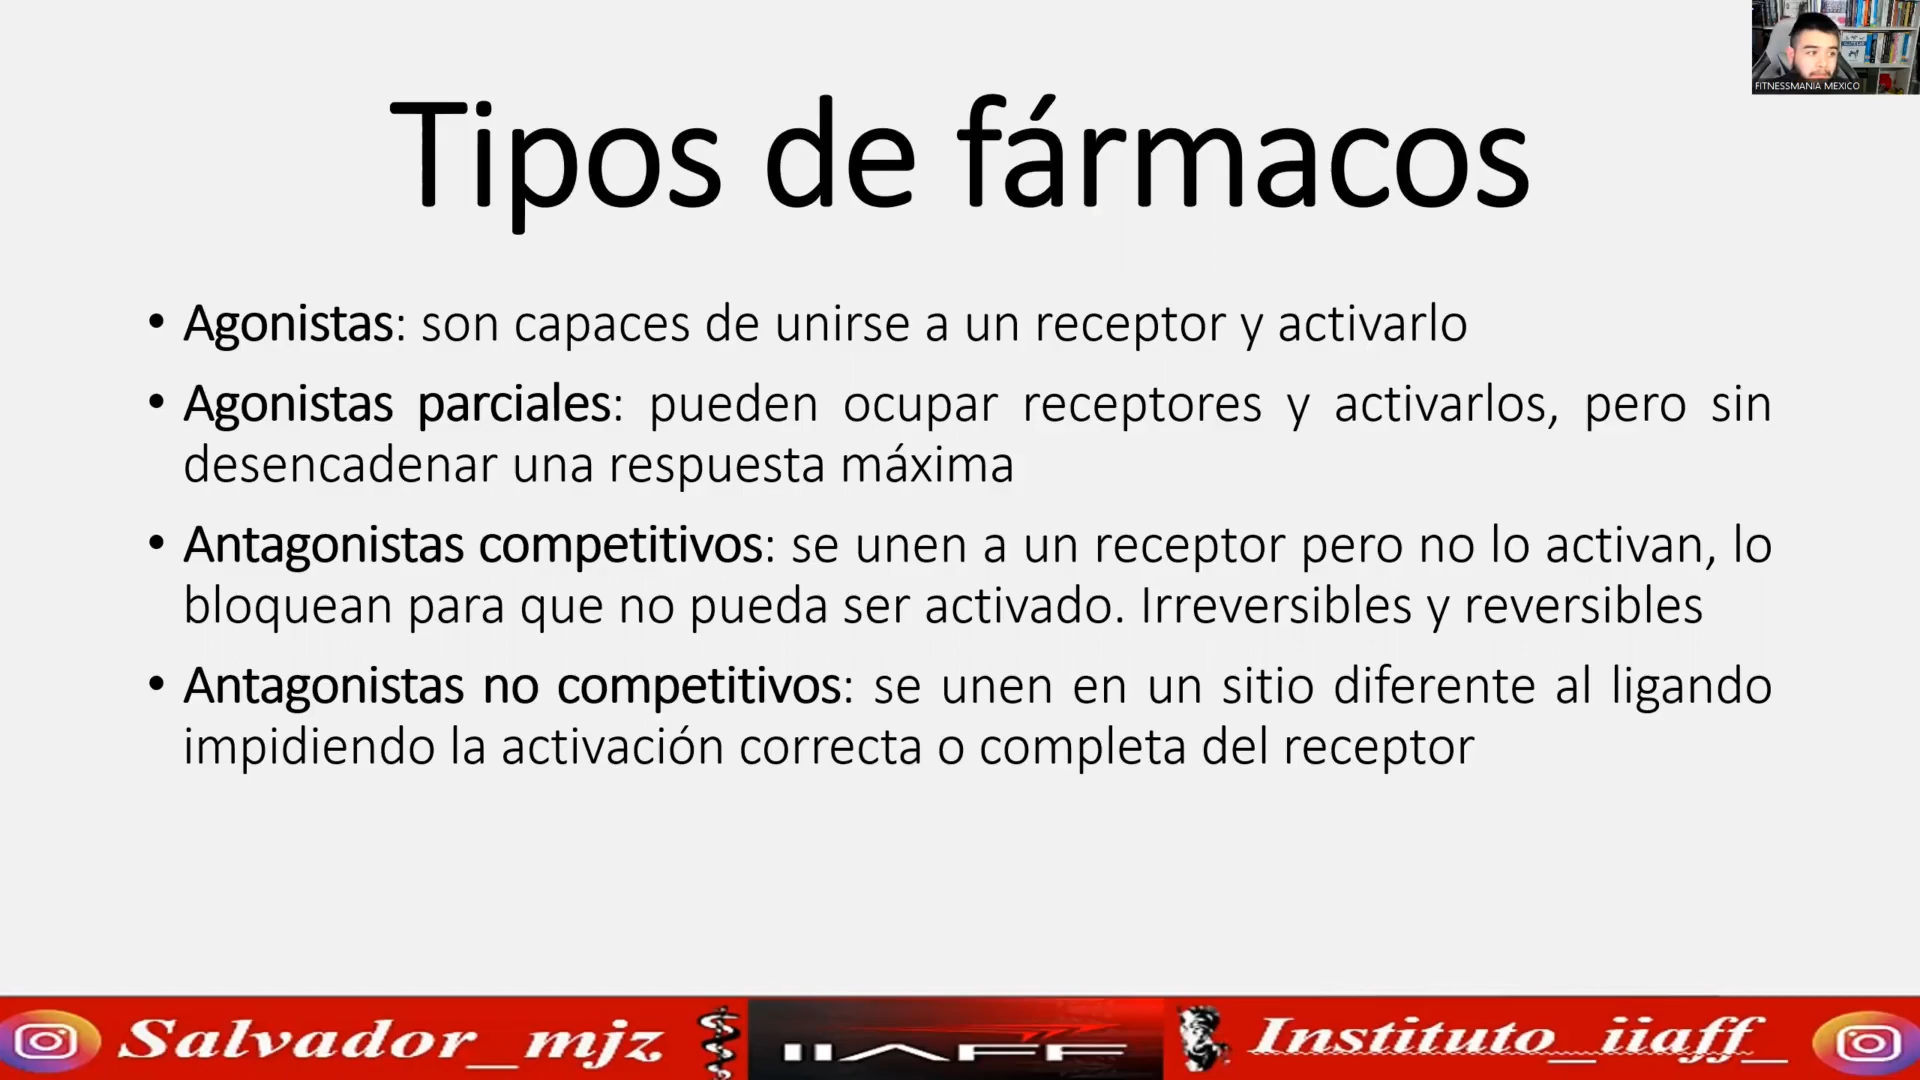 FITNESSMANIA MEXICO
Tipos de fármacos
• Agonistas: son capaces de unirse a un receptor y activarlo
• Agonistas parciales: pueden ocupar receptores y activarlos, pero sin
desencadenar una respuesta máxima
• Antagonistas competitivos: se unen a un receptor pero no lo activan, lo
bloquean para que no pueda ser activado. Irreversibles y reversibles
• Antagonistas no competitivos: se unen en un sitio diferente al ligando
impidiendo la activación correcta o completa del receptor
Salvador_mjz
IIAFF
Instituto_iiaff_